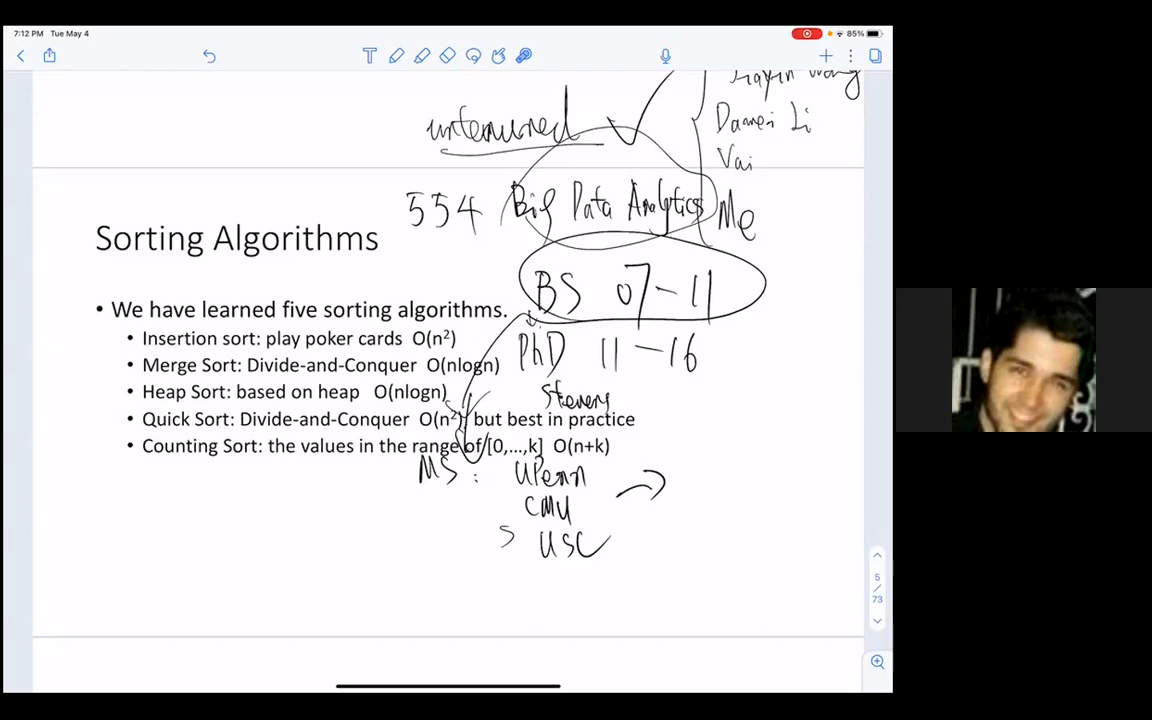 7:12 PM Tue May 4
85%
Wang
Damei Li
Vai
554 Big Data Analytics Me
Sorting Algorithms
BS 07-11
• We have learned five sorting algorithms.
• Insertion sort: play poker cards O(n²)
PhD 11-16
• Merge Sort: Divide-and-Conquer O(nlogn)
• Heap Sort: based on heap O(nlogn)
Stevens
• Quick Sort: Divide-and-Conquer O(n²), but best in practice
• Counting Sort: the values in the range of [0,...,k] O(n+k)
MS: UPenn
CMU
USC
5
/
73